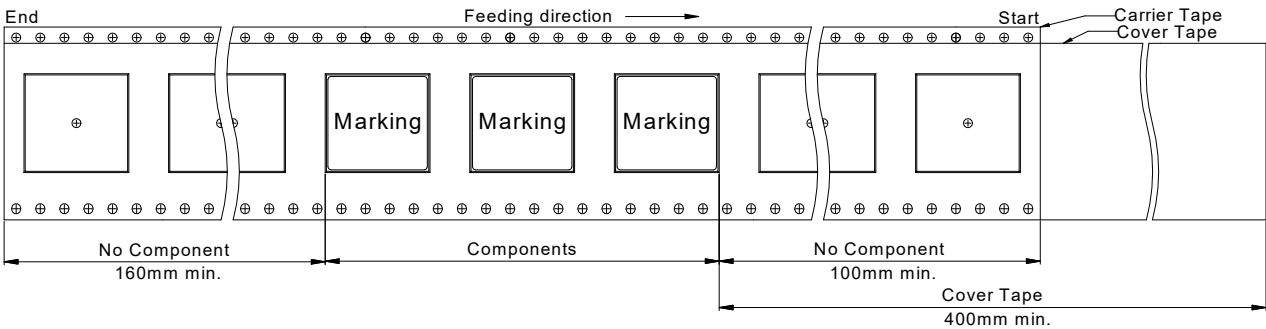 End
Feeding direction
Start
Carrier Tape
Cover Tape
Marking
Marking
Marking
No Component
160mm min.
Components
No Component
100mm min.
Cover Tape
400mm min.